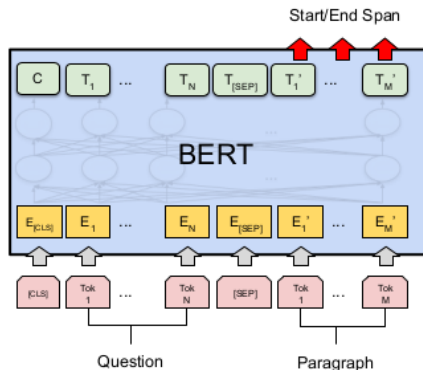 Start/End Span
C T1 ... TN T[SEP] T1' ... TM'
BERT
E[CLS] E1 ... EN E[SEP] E1' ... EM'
[CLS] Tok 1 ... Tok N [SEP] Tok 1 ... Tok M
Question Paragraph